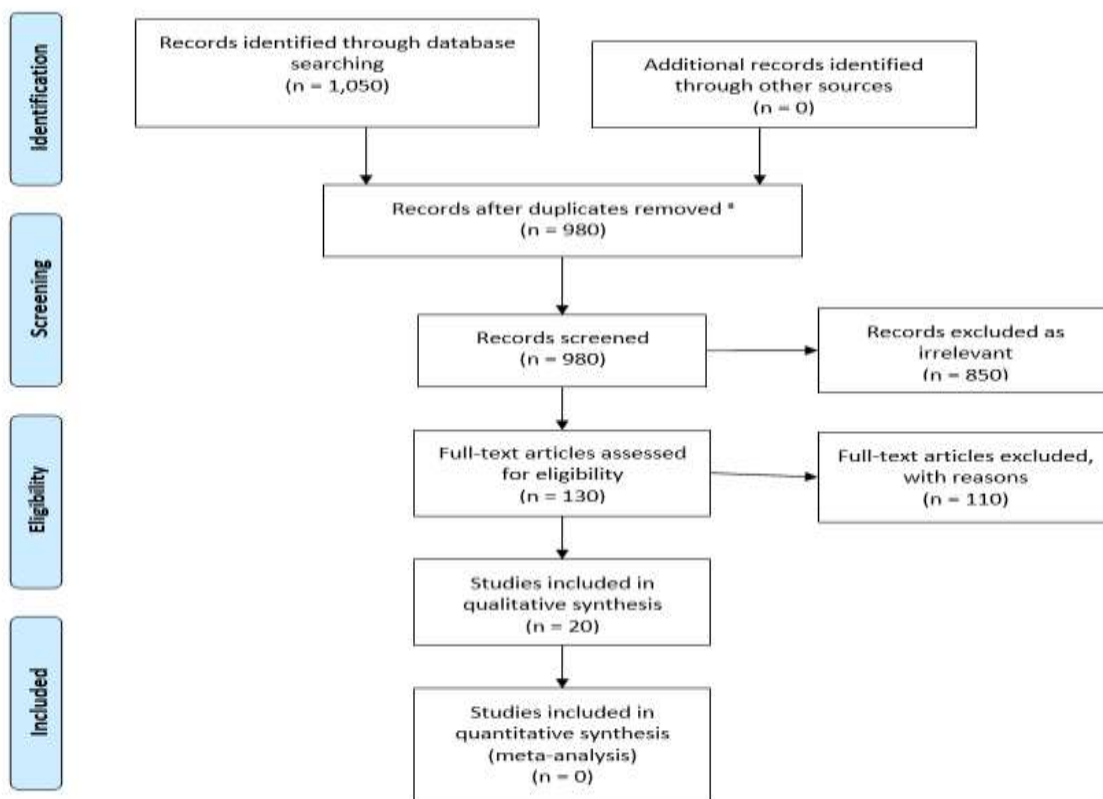 Identification
Records identified through database
searching
(n = 1,050)
Additional records identified
through other sources
(n = 0)
Records after duplicates removed *
(n = 980)
Screening
Records screened
(n = 980)
Records excluded as
irrelevant
(n = 850)
Eligibility
Full-text articles assessed
for eligibility
(n = 130)
Full-text articles excluded,
with reasons
(n = 110)
Studies included in
qualitative synthesis
(n = 20)
Included
Studies included in
quantitative synthesis
(meta-analysis)
(n = 0)